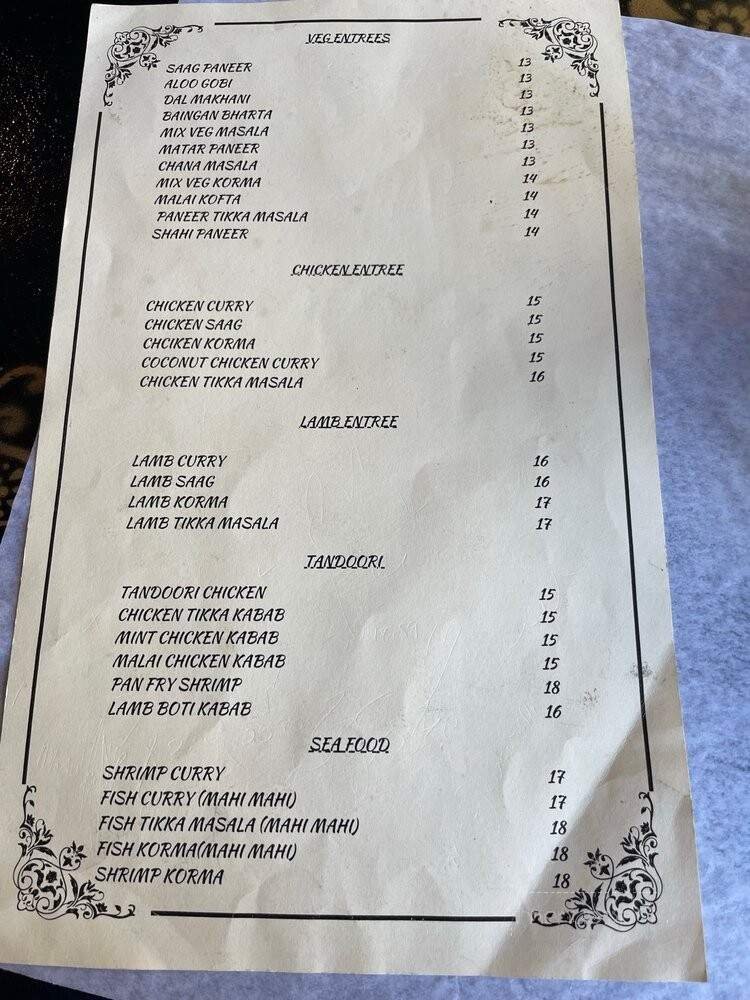 VEG ENTREES
SAAG PANEER 13
ALOO GOBI 13
DAL MAKHANI 13
BAINGAN BHARTA 13
MIX VEG MASALA 13
MATAR PANEER 13
CHANA MASALA 13
MIX VEG KORMA 14
MALAI KOFTA 14
PANEER TIKKA MASALA 14
SHAHI PANEER 14
CHICKEN ENTREE
CHICKEN CURRY 15
CHICKEN SAAG 15
CHCIKEN KORMA 15
COCONUT CHICKEN CURRY 15
CHICKEN TIKKA MASALA 16
LAMB ENTREE
LAMB CURRY 16
LAMB SAAG 16
LAMB KORMA 17
LAMB TIKKA MASALA 17
TANDOORI
TANDOORI CHICKEN 15
CHICKEN TIKKA KABAB 15
MINT CHICKEN KABAB 15
MALAI CHICKEN KABAB 15
PAN FRY SHRIMP 18
LAMB BOTI KABAB 16
SEA FOOD
SHRIMP CURRY 17
FISH CURRY (MAHI MAHI) 17
FISH TIKKA MASALA (MAHI MAHI) 18
FISH KORMA(MAHI MAHI) 18
SHRIMP KORMA 18